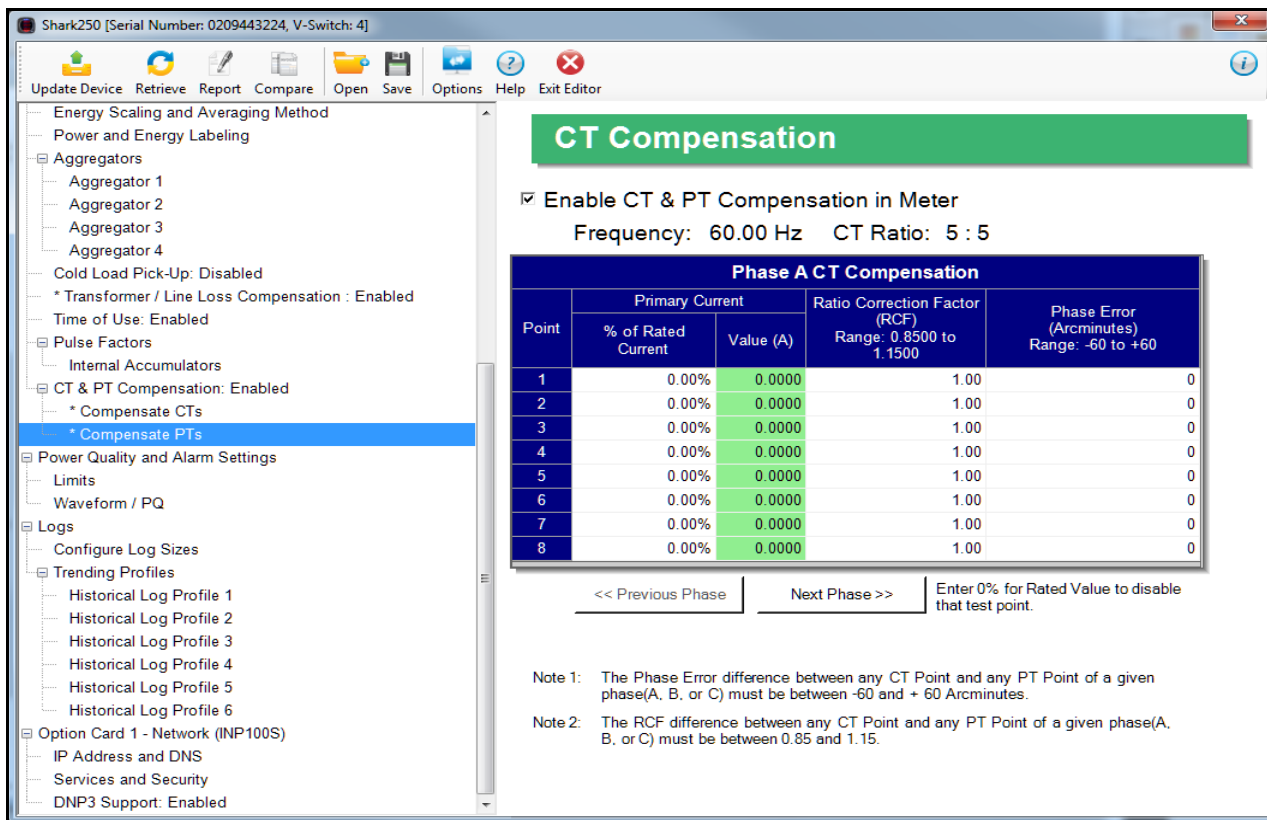 Shark250 [Serial Number: 0209443224, V-Switch: 4]
Update Device Retrieve Report Compare Open Save Options Help Exit Editor
Energy Scaling and Averaging Method
Power and Energy Labeling
Aggregators
Aggregator 1
Aggregator 2
Aggregator 3
Aggregator 4
Cold Load Pick-Up: Disabled
* Transformer / Line Loss Compensation : Enabled
Time of Use: Enabled
Pulse Factors
Internal Accumulators
CT & PT Compensation: Enabled
* Compensate CTs
* Compensate PTs
Power Quality and Alarm Settings
Limits
Waveform / PQ
Logs
Configure Log Sizes
Trending Profiles
Historical Log Profile 1
Historical Log Profile 2
Historical Log Profile 3
Historical Log Profile 4
Historical Log Profile 5
Historical Log Profile 6
Option Card 1 - Network (INP100S)
IP Address and DNS
Services and Security
DNP3 Support: Enabled
CT Compensation
Enable CT & PT Compensation in Meter
Frequency: 60.00 Hz CT Ratio: 5 : 5
Phase A CT Compensation
Point
Primary Current
% of Rated
Current
Value (A)
Ratio Correction Factor
(RCF)
Range: 0.8500 to
1.1500
Phase Error
(Arcminutes)
Range: -60 to +60
1 0.00% 0.0000 1.00 0
2 0.00% 0.0000 1.00 0
3 0.00% 0.0000 1.00 0
4 0.00% 0.0000 1.00 0
5 0.00% 0.0000 1.00 0
6 0.00% 0.0000 1.00 0
7 0.00% 0.0000 1.00 0
8 0.00% 0.0000 1.00 0
<< Previous Phase
Next Phase >>
Enter 0% for Rated Value to disable
that test point.
Note 1: The Phase Error difference between any CT Point and any PT Point of a given
phase(A, B, or C) must be between -60 and + 60 Arcminutes.
Note 2: The RCF difference between any CT Point and any PT Point of a given phase(A,
B, or C) must be between 0.85 and 1.15.